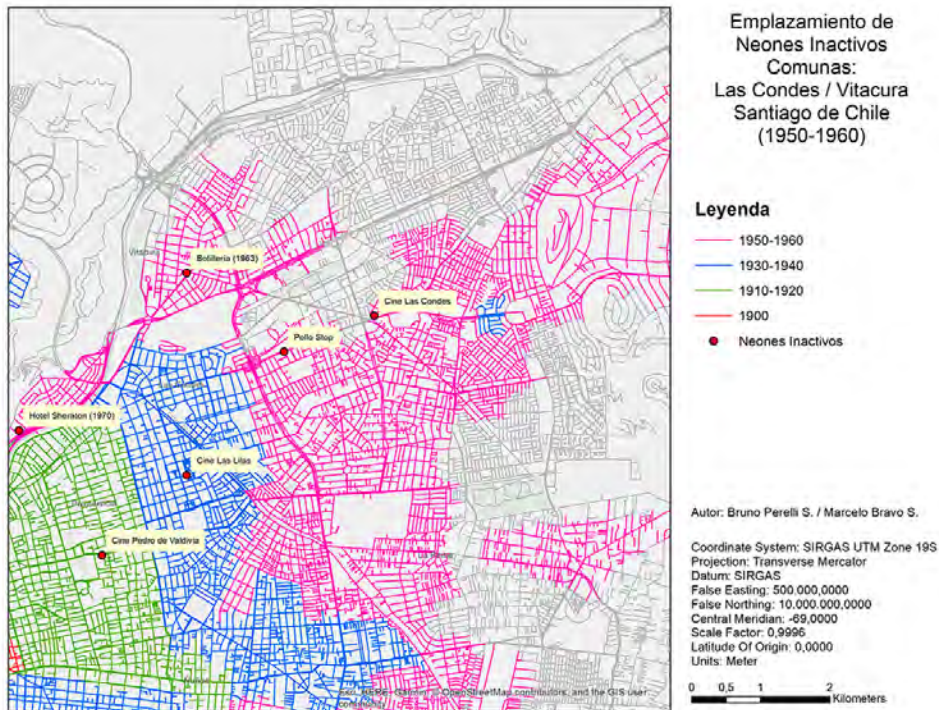 Emplazamiento de
Neones Inactivos
Comunas:
Las Condes / Vitacura
Santiago de Chile
(1950-1960)
Leyenda
1950-1960
1930-1940
1910-1920
1900
Neones Inactivos
Autor: Bruno Perelli S. / Marcelo Bravo S.
Coordinate System: SIRGAS UTM Zone 19S
Projection: Transverse Mercator
Datum: SIRGAS
False Easting: 500.000,0000
False Northing: 10.000.000,0000
Central Meridian: -69,0000
Scale Factor: 0,9996
Latitude Of Origin: 0,0000
Units: Meter
0 0,5 1 2
Kilometers
Vitacura
Botillería (1963)
Cine Las Condes
Pollo Stop
Hotel Sheraton (1970)
Cine Las Lilas
Cine Pedro de Valdivia
Esri, HERE, Garmin, © OpenStreetMap contributors, and the GIS user
community